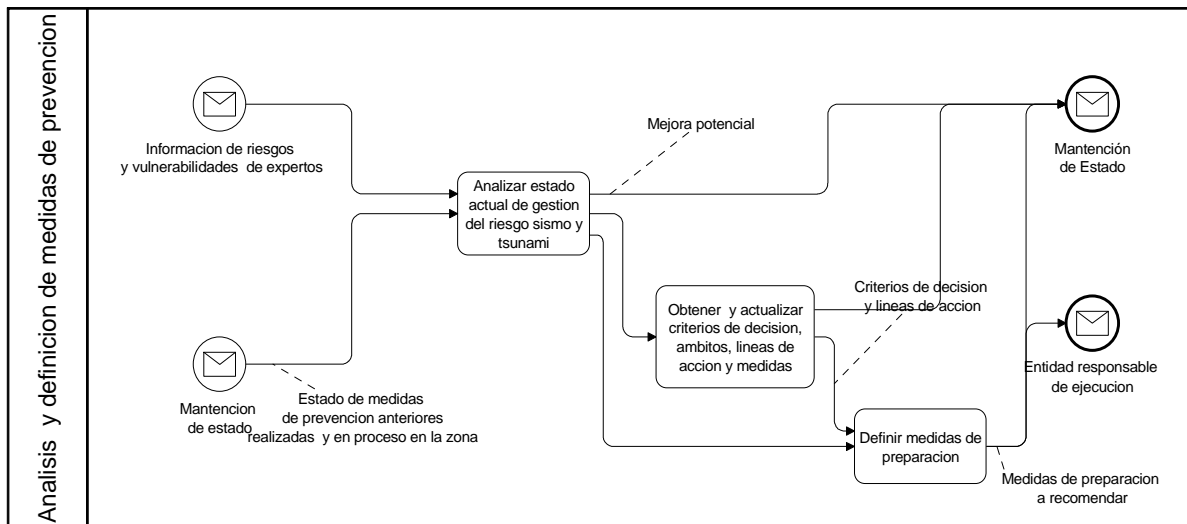 Analisis y definicion de medidas de prevencion
Informacion de riesgos
y vulnerabilidades de expertos
Mantencion
de estado
Estado de medidas
de prevencion anteriores
realizadas y en proceso en la zona
Analizar estado
actual de gestion
del riesgo sismo y
tsunami
Mejora potencial
Obtener y actualizar
criterios de decision,
ambitos, lineas de
accion y medidas
Criterios de decision
y lineas de accion
Definir medidas de
preparacion
Medidas de preparacion
a recomendar
Mantención
de Estado
Entidad responsable
de ejecucion